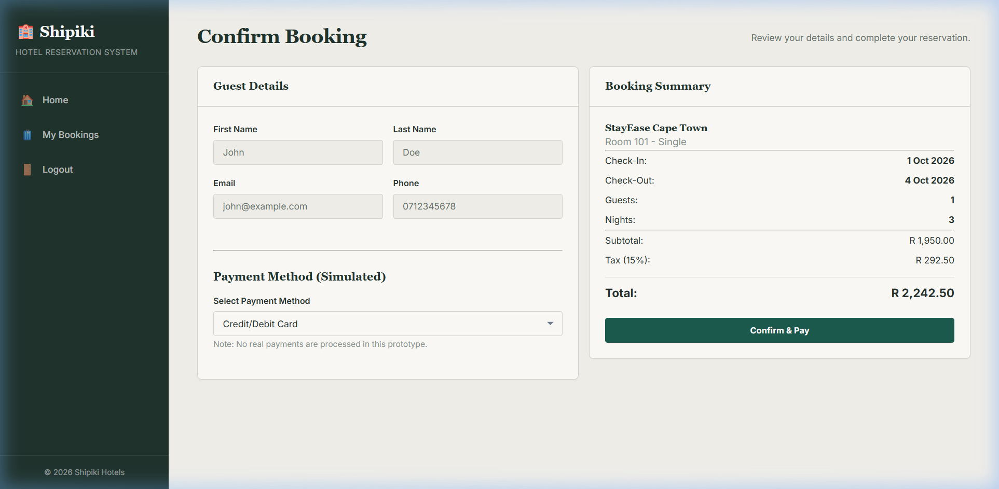 Shipiki
HOTEL RESERVATION SYSTEM
Home
My Bookings
Logout
© 2026 Shipiki Hotels
Confirm Booking
Review your details and complete your reservation.
Guest Details
First Name
John
Last Name
Doe
Email
john@example.com
Phone
0712345678
Payment Method (Simulated)
Select Payment Method
Credit/Debit Card
Note: No real payments are processed in this prototype.
Booking Summary
StayEase Cape Town
Room 101 - Single
Check-In: 1 Oct 2026
Check-Out: 4 Oct 2026
Guests: 1
Nights: 3
Subtotal: R 1,950.00
Tax (15%): R 292.50
Total: R 2,242.50
Confirm & Pay